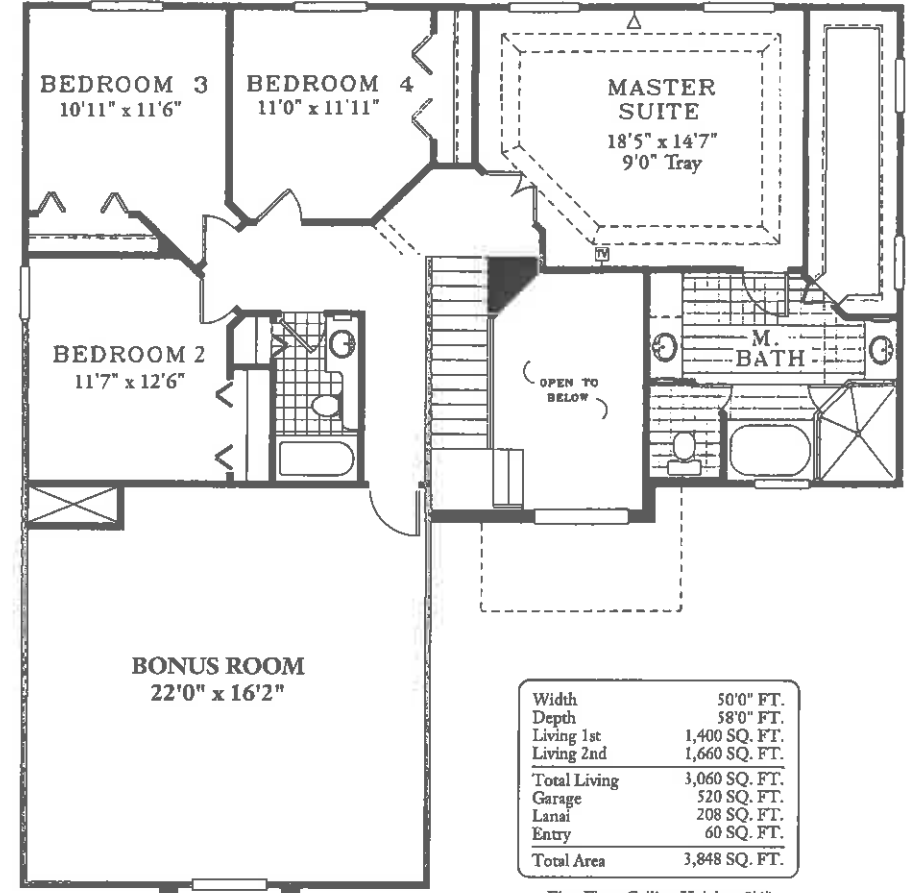 BEDROOM 3
10'11" x 11'6"
BEDROOM 4
11'0" x 11'11"
MASTER
SUITE
18'5" x 14'7"
9'0" Tray
TV
BEDROOM 2
11'7" x 12'6"
OPEN TO
BELOW
M.
BATH
BONUS ROOM
22'0" x 16'2"
Width 50'0" FT.
Depth 58'0" FT.
Living 1st 1,400 SQ. FT.
Living 2nd 1,660 SQ. FT.
Total Living 3,060 SQ. FT.
Garage 520 SQ. FT.
Lanai 208 SQ. FT.
Entry 60 SQ. FT.
Total Area 3,848 SQ. FT.